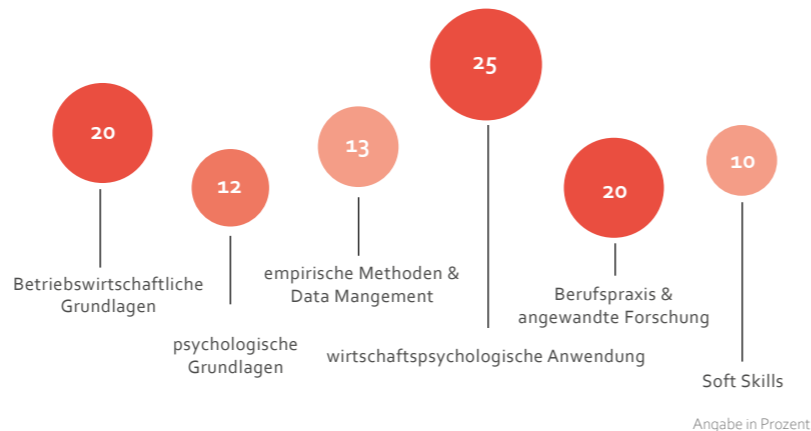 20
Betriebswirtschaftliche
Grundlagen
12
psychologische
Grundlagen
13
empirische Methoden &
Data Mangement
25
wirtschaftspsychologische Anwendung
20
Berufspraxis &
angewandte Forschung
10
Soft Skills
Angabe in Prozent